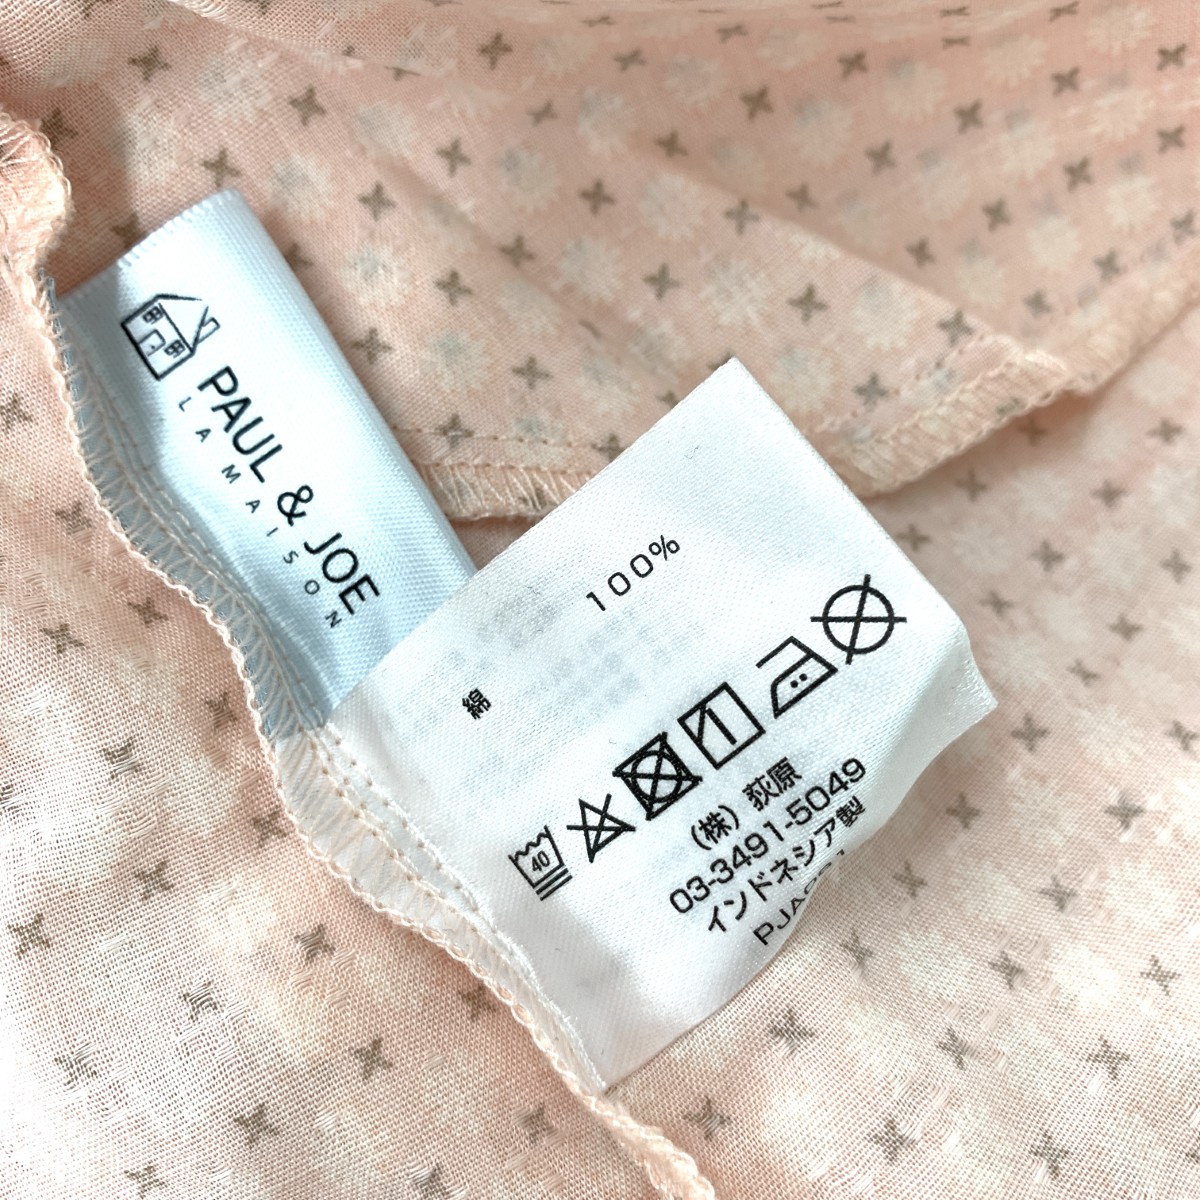 PAUL & JOE
LA MAISON
綿 100%
40
(株) 荻原
03-3491-5049
インドネシア製